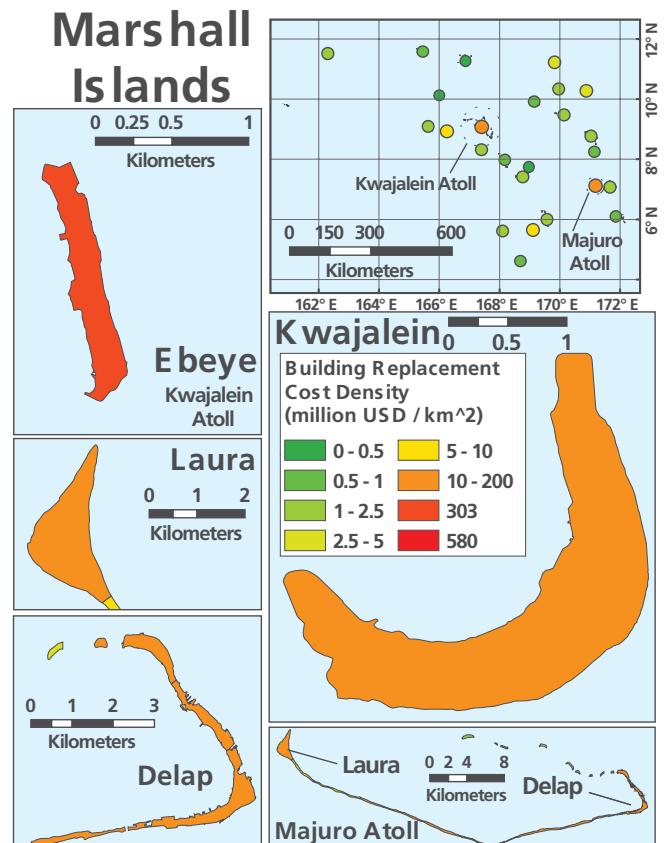 Marshall
Islands
0 0.25 0.5 1
Kilometers
Ebeye
Kwajalein
Atoll
12° N
10° N
8° N
6° N
Kwajalein Atoll
Majuro
Atoll
0 150 300 600
Kilometers
162° E 164° E 166° E 168° E 170° E 172° E
Kwajalein
0 0.5 1
Building Replacement
Cost Density
(million USD / km^2)
0 - 0.5
0.5 - 1
1 - 2.5
2.5 - 5
5 - 10
10 - 200
303
580
Laura
0 1 2
Kilometers
0 1 2 3
Kilometers
Delap
Laura
0 2 4 8
Kilometers
Delap
Majuro Atoll